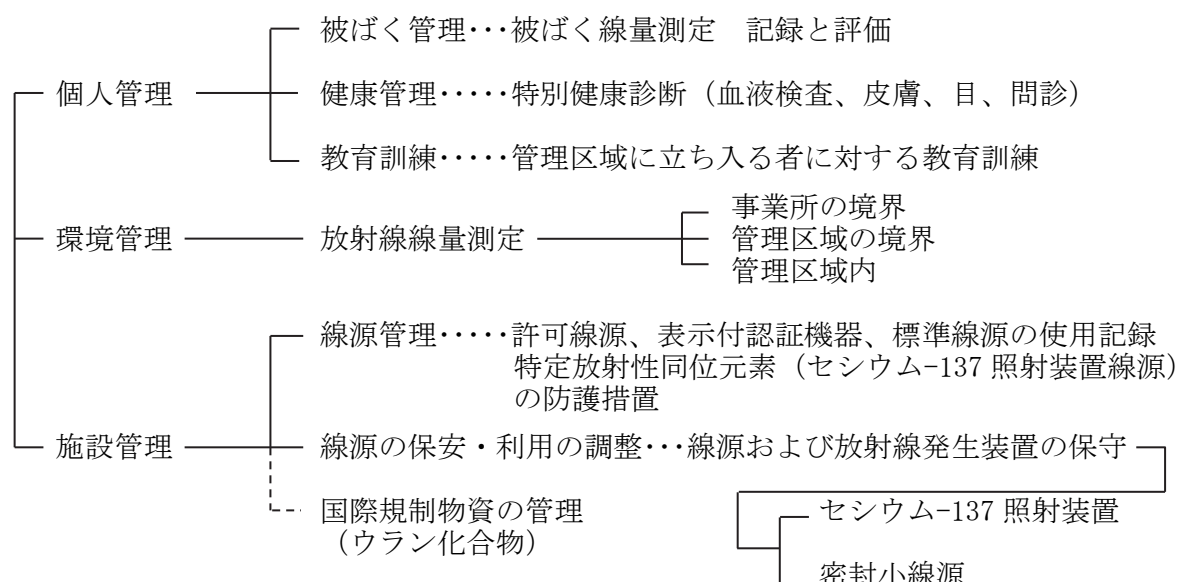 被ばく管理･･･被ばく線量測定　記録と評価
個人管理
健康管理･････特別健康診断（血液検査、皮膚、目、問診）
教育訓練･････管理区域に立ち入る者に対する教育訓練
事業所の境界
環境管理
放射線線量測定
管理区域の境界
管理区域内
線源管理･････許可線源、表示付認証機器、標準線源の使用記録
特定放射性同位元素（セシウム-137 照射装置線源）
の防護措置
施設管理
線源の保安・利用の調整･･･線源および放射線発生装置の保守
国際規制物資の管理
（ウラン化合物）
セシウム-137 照射装置
密封小線源